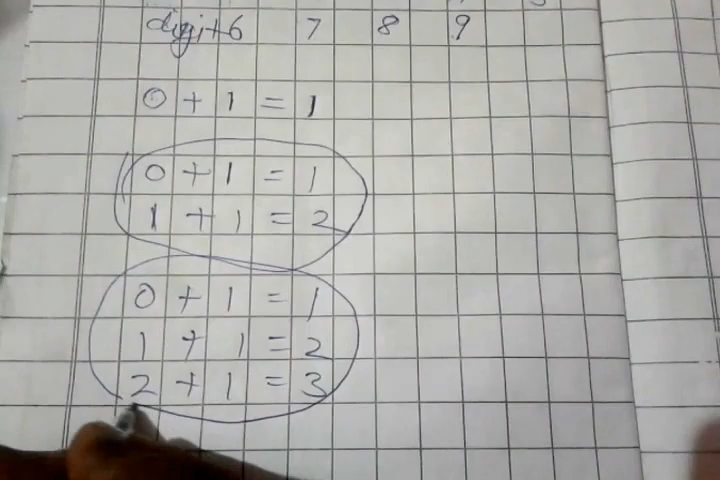 digit 6 7 8 9
0 + 1 = 1
0 + 1 = 1
1 + 1 = 2
0 + 1 = 1
1 + 1 = 2
2 + 1 = 3